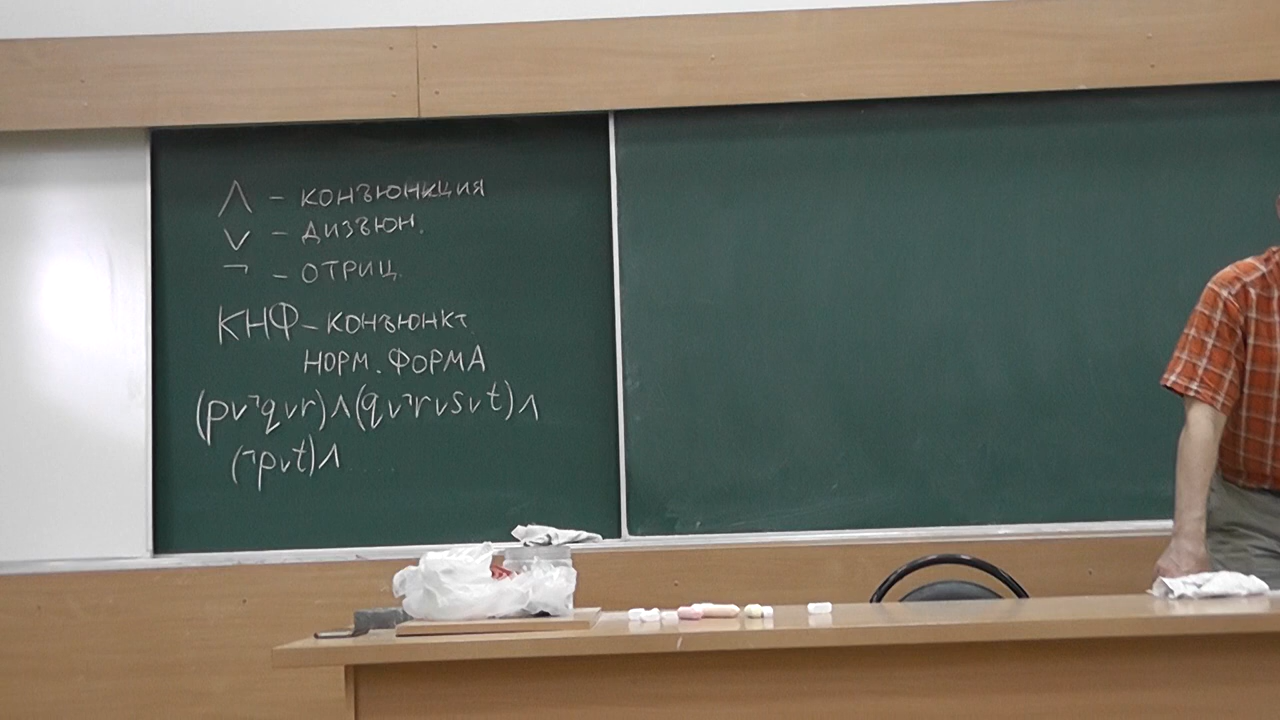 ∧ – КОНЪЮНКЦИЯ
∨ – ДИЗЪЮН.
¬ – ОТРИЦ.
КНФ – КОНЪЮНКТ.
НОРМ. ФОРМА
(p∨¬q∨r)∧(q∨¬r∨s∨t)∧
(¬p∨t)∧ .....